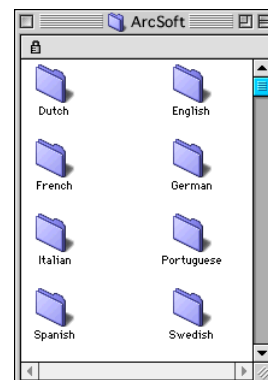 ArcSoft
Dutch English
French German
Italian Portuguese
Spanish Swedish